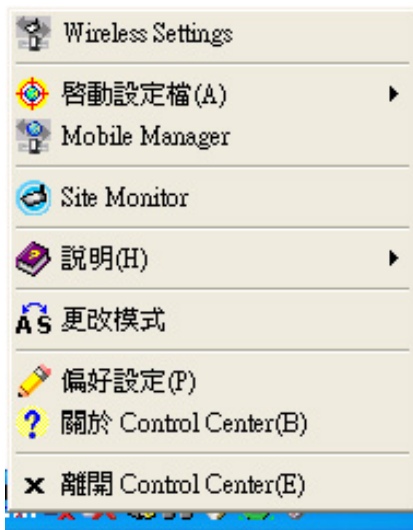 Wireless Settings
啓動設定檔(A)
Mobile Manager
Site Monitor
說明(H)
更改模式
偏好設定(P)
關於 Control Center(B)
離開 Control Center(E)